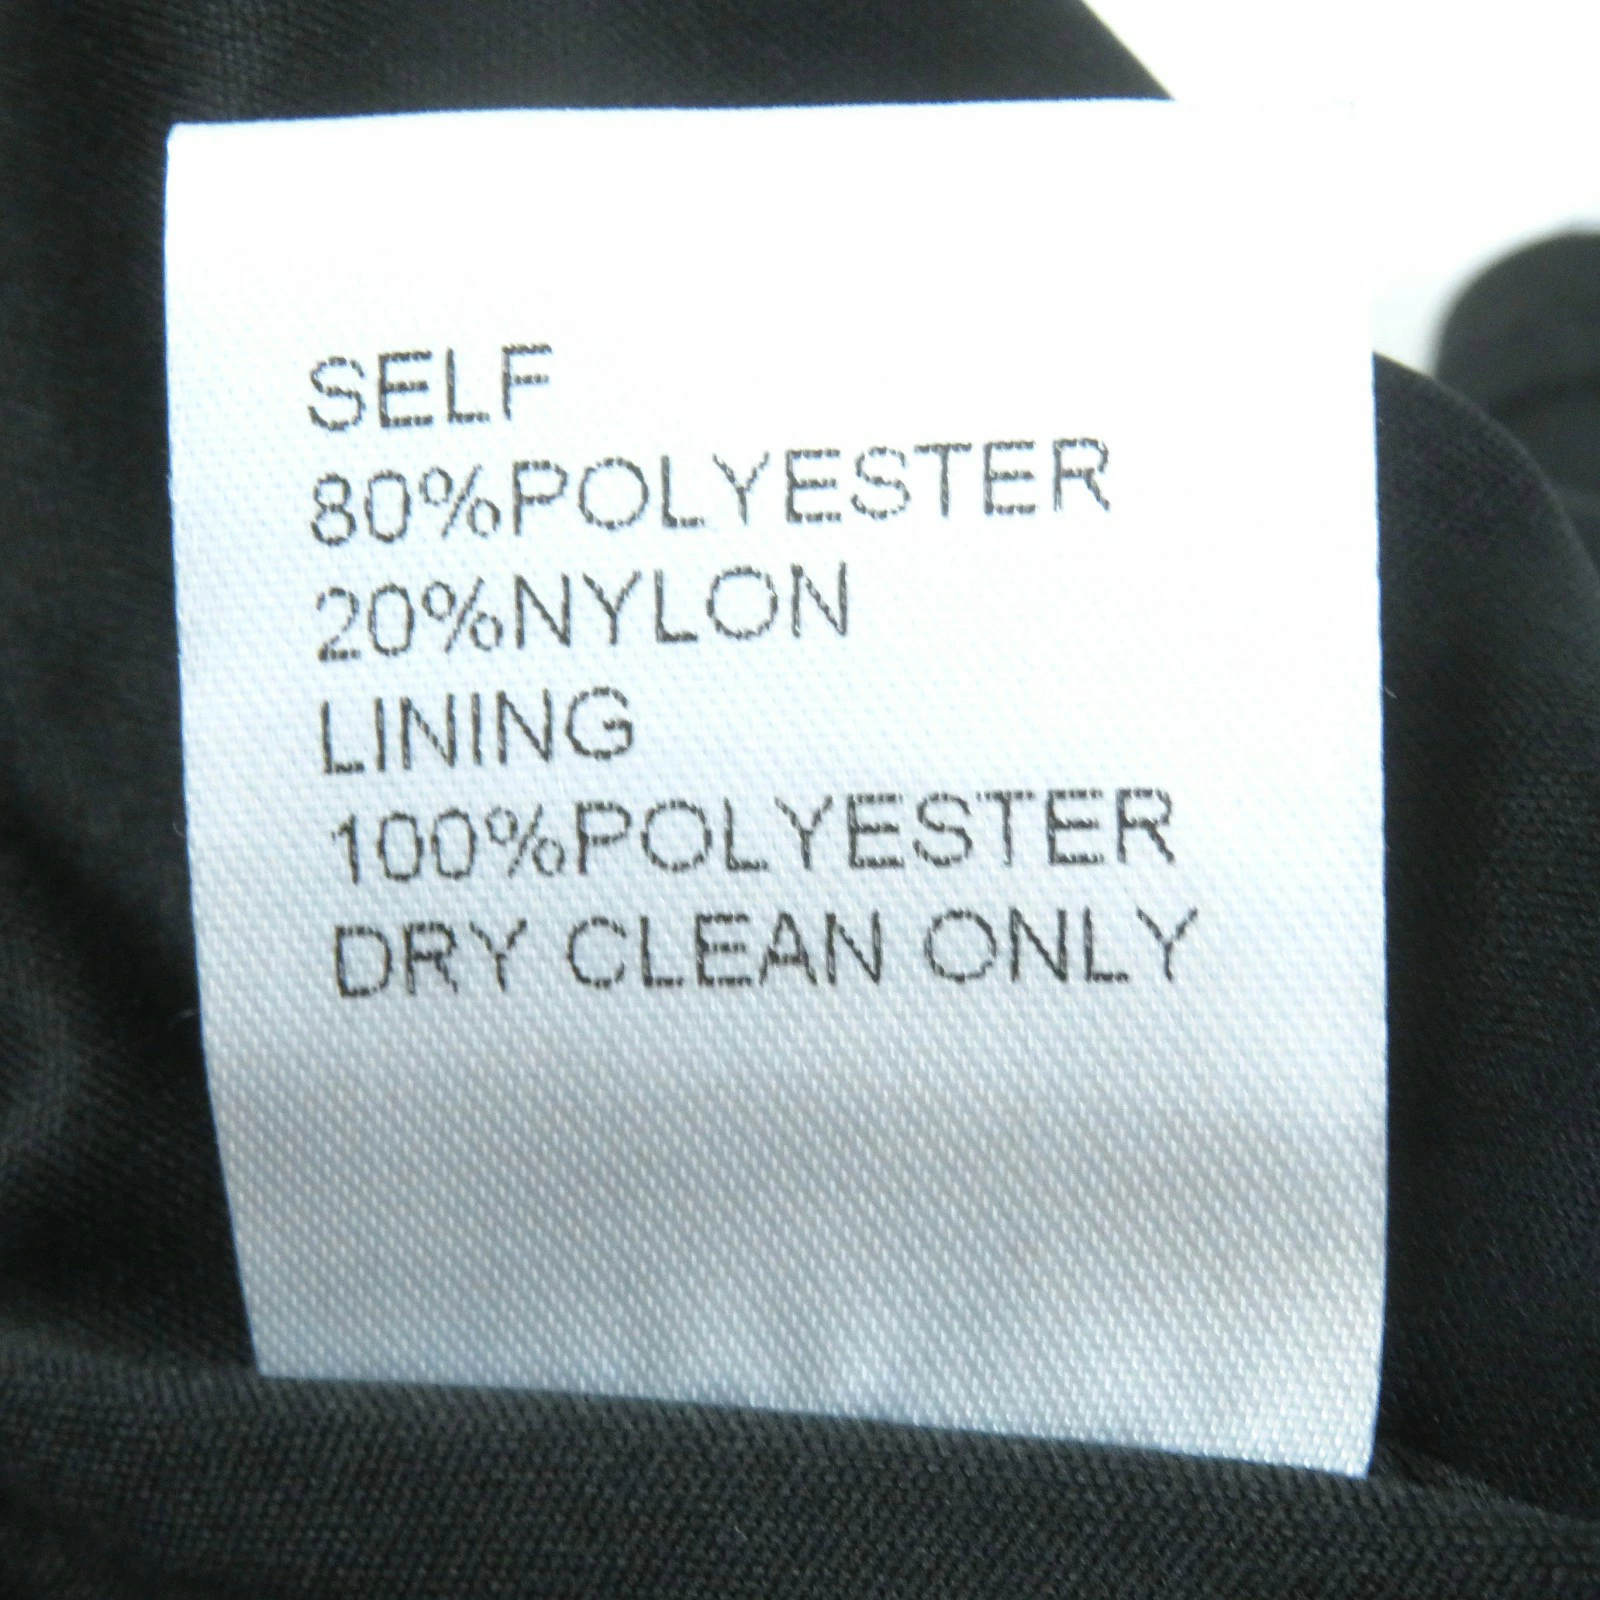 SELF
80%POLYESTER
20%NYLON
LINING
100%POLYESTER
DRY CLEAN ONLY